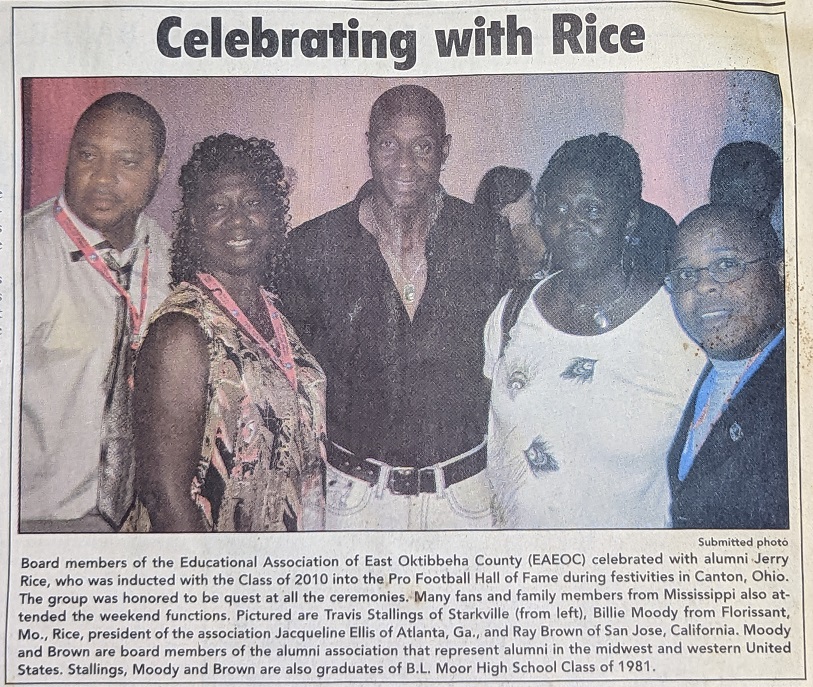 Celebrating with Rice
Submitted photo
Board members of the Educational Association of East Oktibbeha County (EAEOC) celebrated with alumni Jerry
Rice, who was inducted with the Class of 2010 into the Pro Football Hall of Fame during festivities in Canton, Ohio.
The group was honored to be quest at all the ceremonies. Many fans and family members from Mississippi also at-
tended the weekend functions. Pictured are Travis Stallings of Starkville (from left), Billie Moody from Florissant,
Mo., Rice, president of the association Jacqueline Ellis of Atlanta, Ga., and Ray Brown of San Jose, California. Moody
and Brown are board members of the alumni association that represent alumni in the midwest and western United
States. Stallings, Moody and Brown are also graduates of B.L. Moor High School Class of 1981.